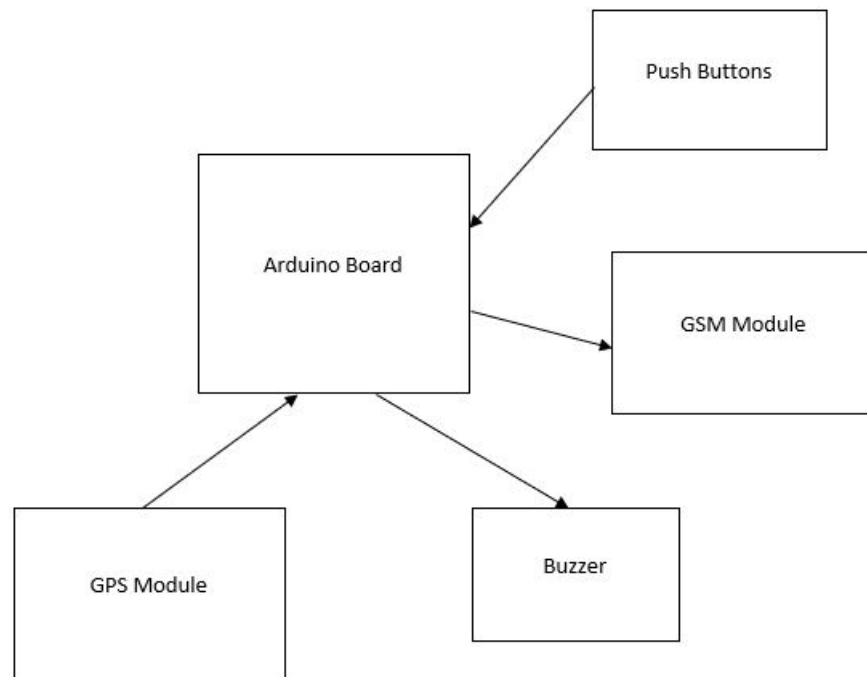 Push Buttons
Arduino Board
GSM Module
GPS Module
Buzzer